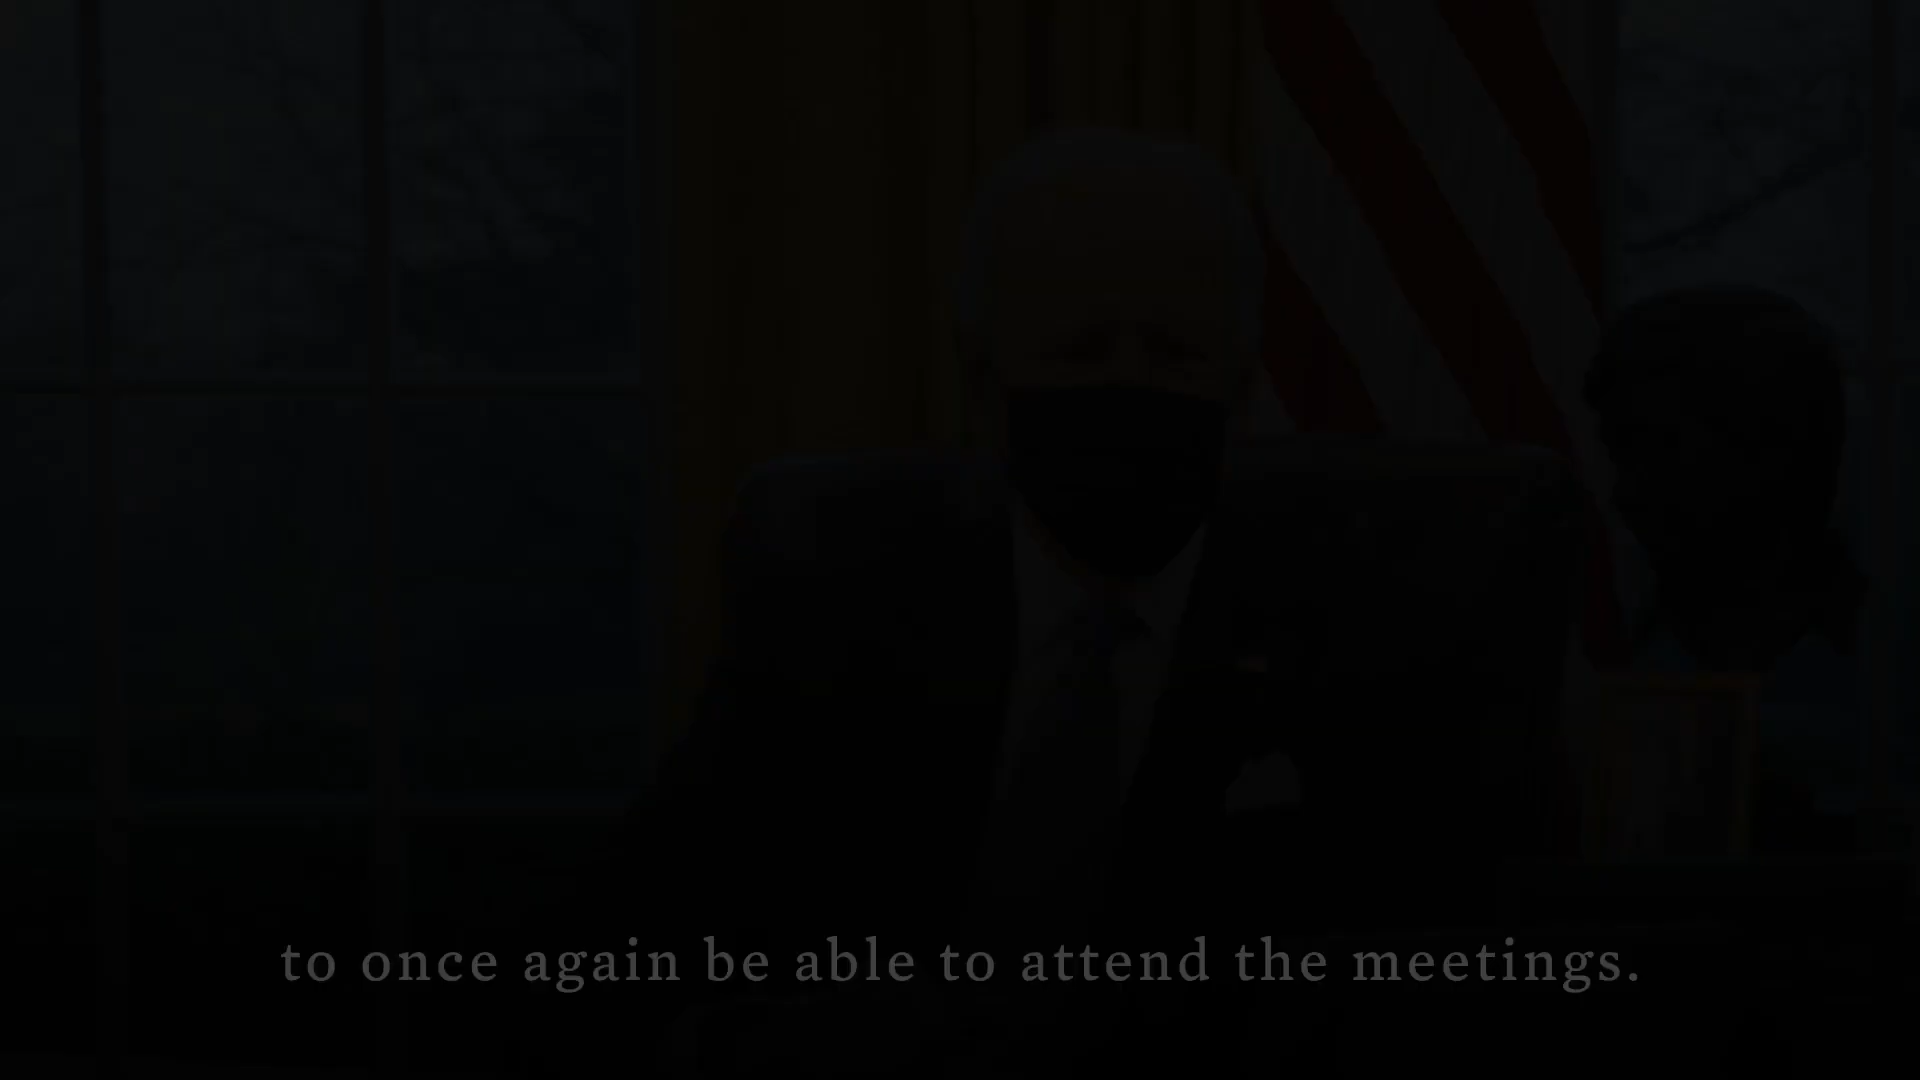 to once again be able to attend the meetings.